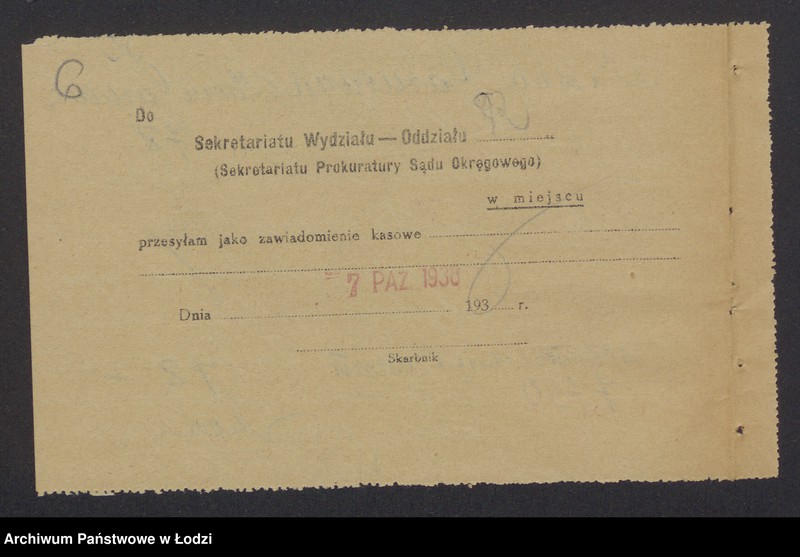 6
Do
Sekretariatu Wydziału — Oddziału
(Sekretariatu Prokuratury Sądu Okręgowego)
w miejscu
przesyłam jako zawiadomienie kasowe
7 PAŹ 1936
Dnia 193 r.
Skarbnik
Archiwum Państwowe w Łodzi